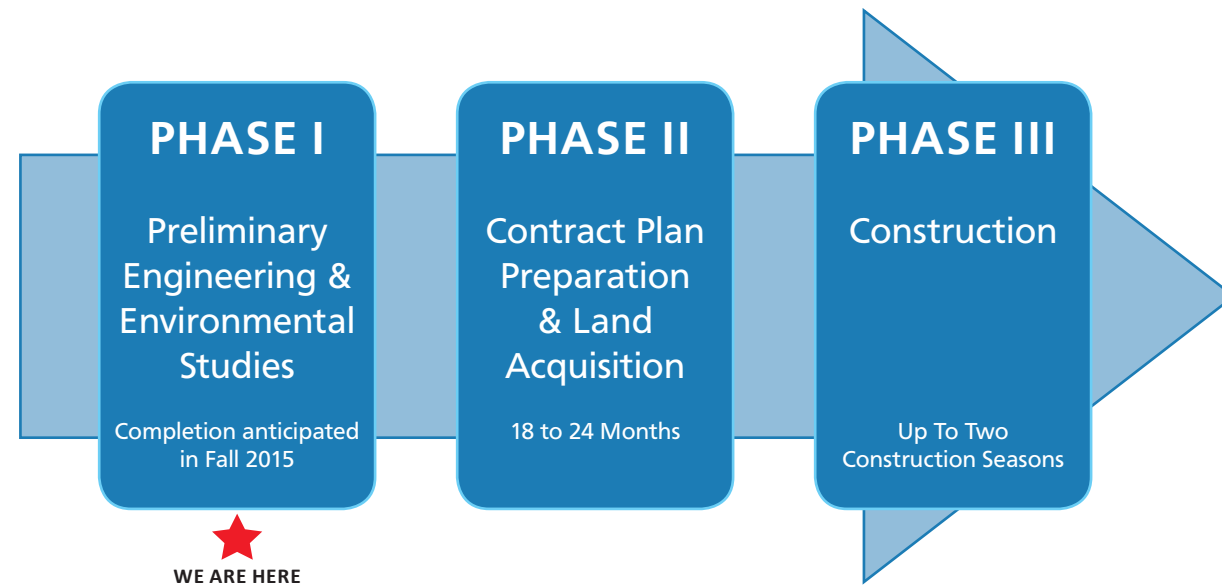 PHASE I
Preliminary
Engineering &
Environmental
Studies
Completion anticipated
in Fall 2015
WE ARE HERE
PHASE II
Contract Plan
Preparation
& Land
Acquisition
18 to 24 Months
PHASE III
Construction
Up To Two
Construction Seasons